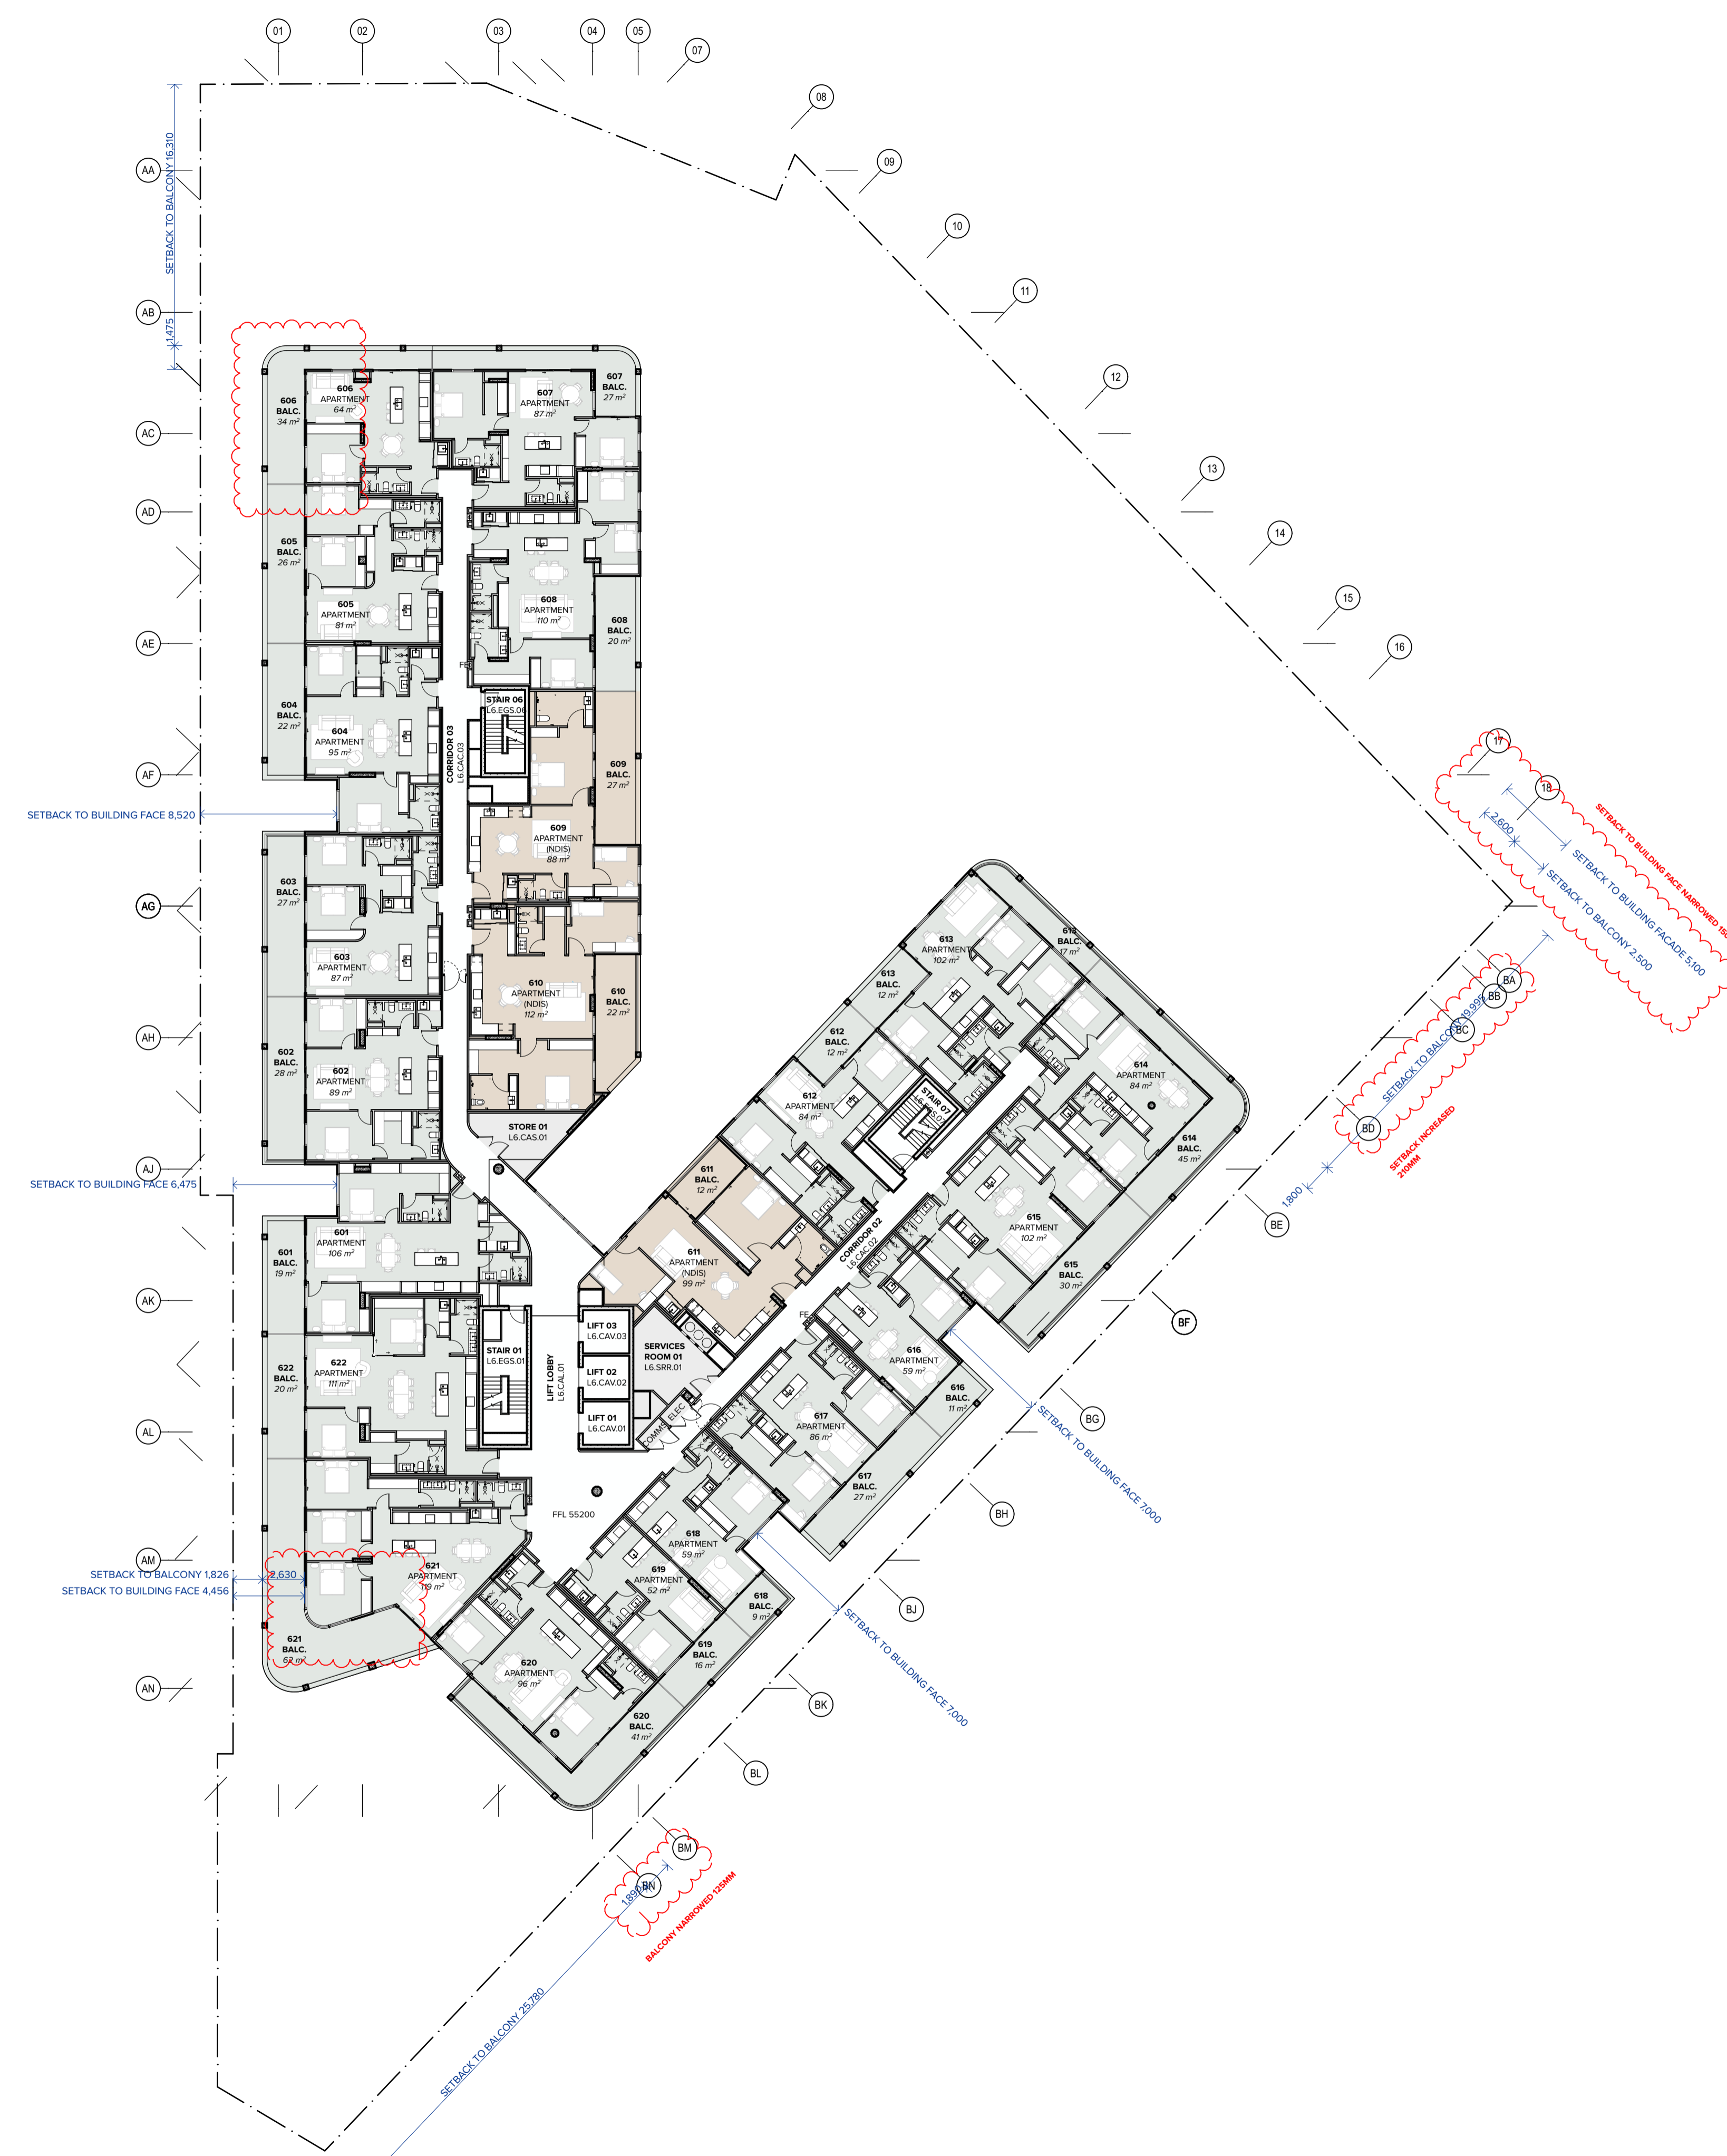 01
02
03
04
05
07
08
09
10
11
12
13
14
15
16
17
18
AA
AB
AC
AD
AE
AF
AG
AH
AJ
AK
AL
AM
AN
BA
BB
BC
BD
BE
BF
BG
BH
BJ
BK
BL
BM
BN
SETBACK TO BALCONY 16,310
1,475
606
APARTMENT
64 m²
606
BALC.
34 m²
607
APARTMENT
87 m²
607
BALC.
27 m²
605
BALC.
26 m²
605
APARTMENT
81 m²
608
APARTMENT
110 m²
608
BALC.
20 m²
FE
604
BALC.
22 m²
604
APARTMENT
95 m²
STAIR 06
L6.EGS.06
CORRIDOR 03
L6.CAC.03
609
BALC.
27 m²
609
APARTMENT
(NDIS)
88 m²
SETBACK TO BUILDING FACE 8,520
603
BALC.
27 m²
603
APARTMENT
87 m²
610
APARTMENT
(NDIS)
112 m²
610
BALC.
22 m²
602
BALC.
28 m²
602
APARTMENT
89 m²
STORE 01
L6.CAS.01
SETBACK TO BUILDING FACE 6,475
601
APARTMENT
106 m²
601
BALC.
19 m²
622
BALC.
20 m²
622
APARTMENT
111 m²
STAIR 01
L6.EGS.01
LIFT LOBBY
L6.CAL.01
LIFT 03
L6.CAV.03
LIFT 02
L6.CAV.02
LIFT 01
L6.CAV.01
SERVICES
ROOM 01
L6.SRR.01
COMMS
ELEC
FE
611
BALC.
12 m²
611
APARTMENT
(NDIS)
99 m²
CORRIDOR 02
L6.CAC.02
612
BALC.
12 m²
612
APARTMENT
84 m²
613
BALC.
12 m²
613
APARTMENT
102 m²
613
BALC.
17 m²
STAIR 07
614
APARTMENT
84 m²
614
BALC.
45 m²
615
APARTMENT
102 m²
615
BALC.
30 m²
616
APARTMENT
59 m²
616
BALC.
11 m²
617
APARTMENT
86 m²
617
BALC.
27 m²
618
APARTMENT
59 m²
618
BALC.
9 m²
619
APARTMENT
52 m²
619
BALC.
16 m²
620
APARTMENT
96 m²
620
BALC.
41 m²
621
APARTMENT
119 m²
621
BALC.
62 m²
FFL 55200
SETBACK TO BALCONY 1,826
2,630
SETBACK TO BUILDING FACE 4,456
SETBACK TO BUILDING FACE 7,000
SETBACK TO BUILDING FACE 7,000
SETBACK TO BUILDING FACE NARROWED
2,600
SETBACK TO BUILDING FACADE 5,100
SETBACK TO BALCONY 2,500
SETBACK TO BALCONY 19,995
SETBACK INCREASED
210MM
1,800
BALCONY NARROWED 125MM
SETBACK TO BALCONY 25,780